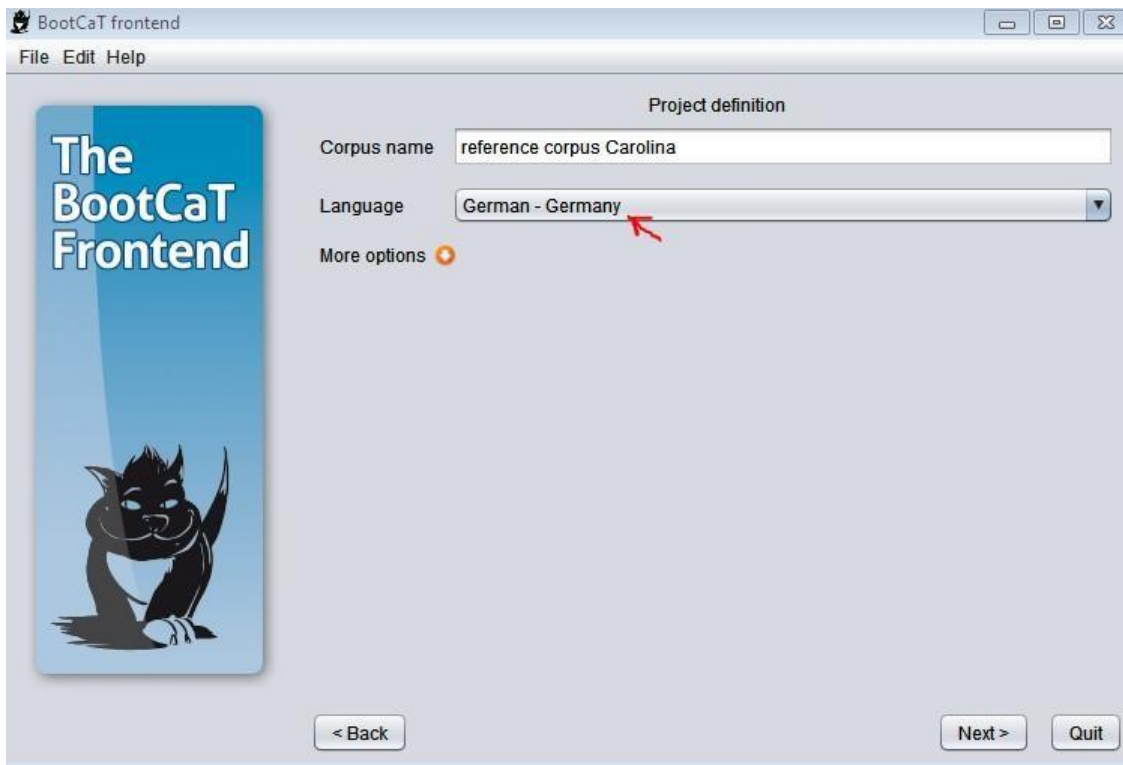 BootCaT frontend
File Edit Help
The
BootCaT
Frontend
Project definition
Corpus name reference corpus Carolina
Language German - Germany
More options
< Back Next > Quit